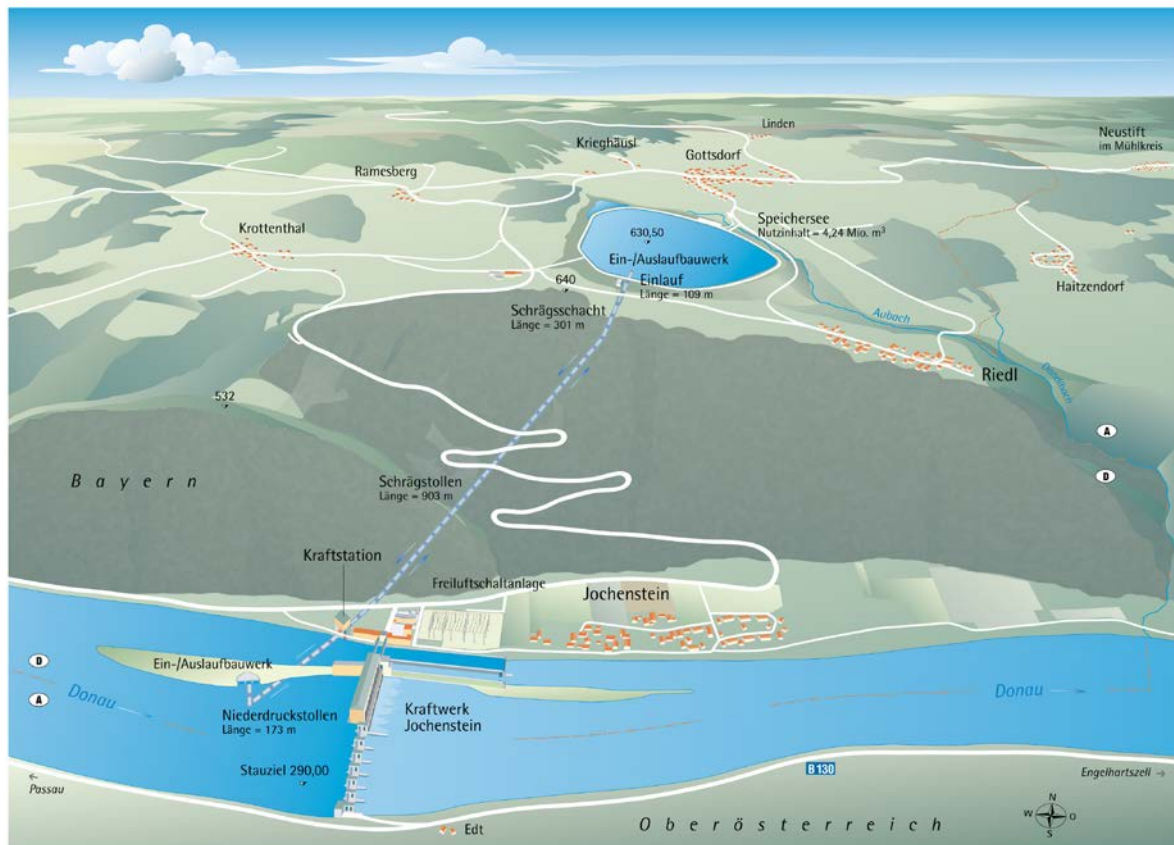 Linden
Krieghäusl
Gottsdorf
Neustift
im Mühlkreis
Ramesberg
Krottenthal
Speichersee
Nutzinhalt = 4,24 Mio. m³
630,50
Ein-/Auslaufbauwerk
Einlauf
Länge = 109 m
640
Haitzendorf
Schrägsschacht
Länge = 301 m
Aubach
Riedl
Dandlbach
532
A
D
Bayern
Schrägstollen
Länge = 903 m
Kraftstation
Freiluftschaltanlage
Jochenstein
Ein-/Auslaufbauwerk
D
A
Donau
Donau
Niederdruckstollen
Länge = 173 m
Kraftwerk
Jochenstein
Stauziel 290,00
B 130
← Passau
Engelhartszell →
Edt
Oberösterreich
N
W O
S